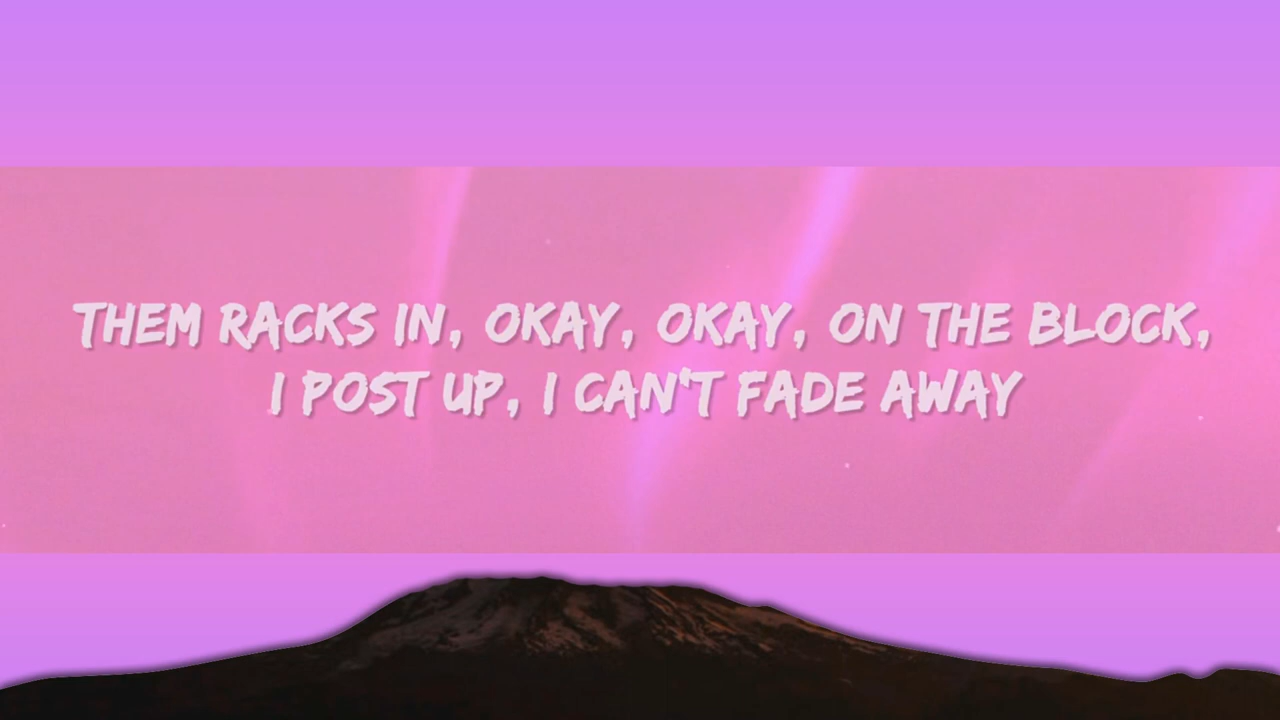 THEM RACKS IN, OKAY, OKAY, ON THE BLOCK,
I POST UP, I CAN'T FADE AWAY